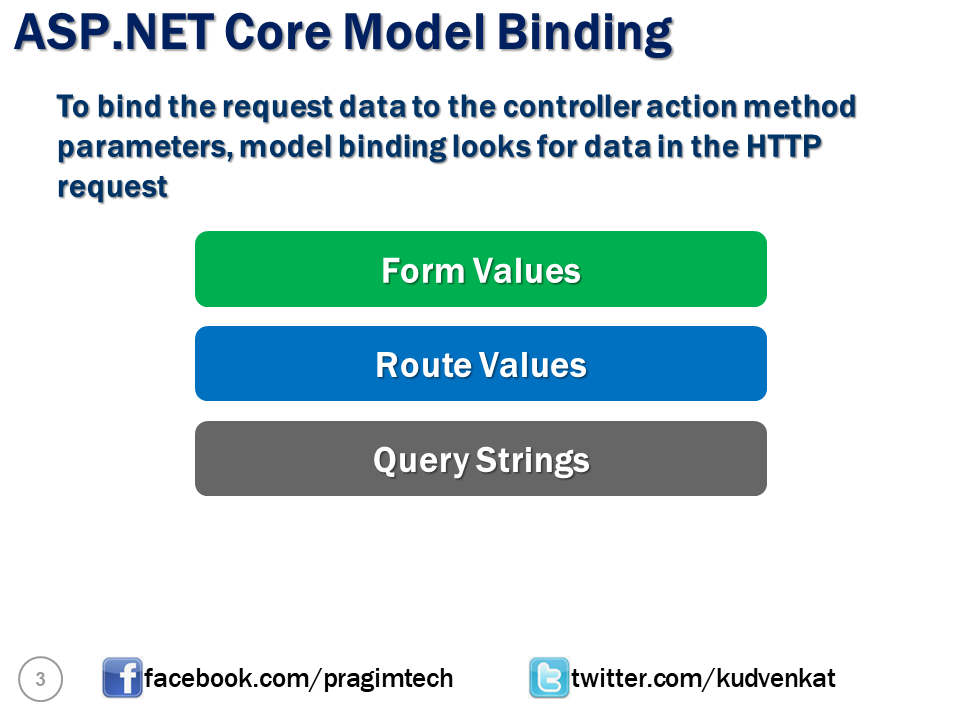 ASP.NET Core Model Binding
To bind the request data to the controller action method
parameters, model binding looks for data in the HTTP
request
Form Values
Route Values
Query Strings
3
facebook.com/pragimtech
twitter.com/kudvenkat